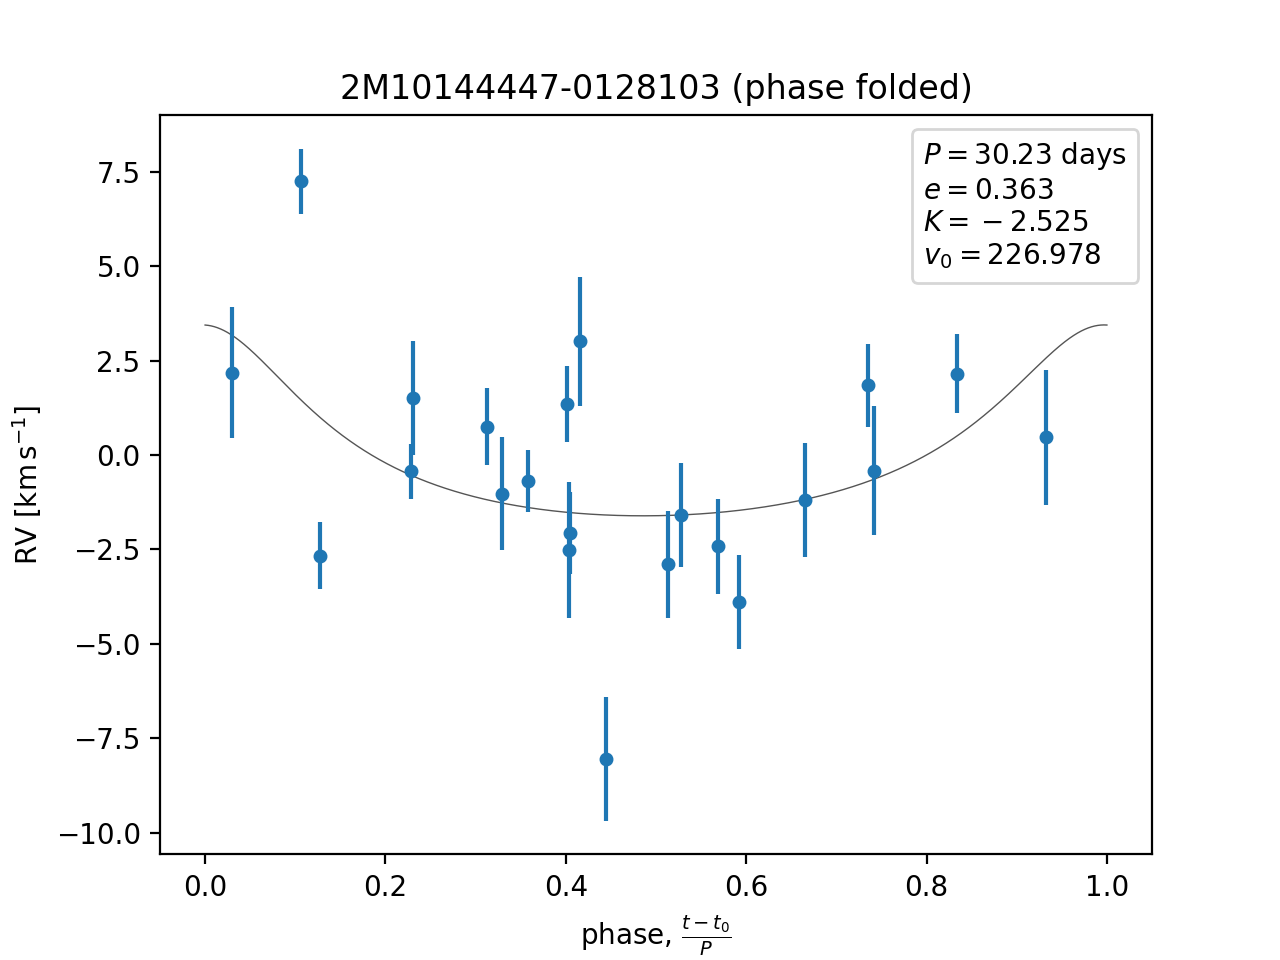 2M10144447-0128103 (phase folded)
P = 30.23 days
e = 0.363
K = −2.525
v₀ = 226.978
RV [km s⁻¹]
7.5
5.0
2.5
0.0
−2.5
−5.0
−7.5
−10.0
0.0 0.2 0.4 0.6 0.8 1.0
phase, (t − t₀)/P